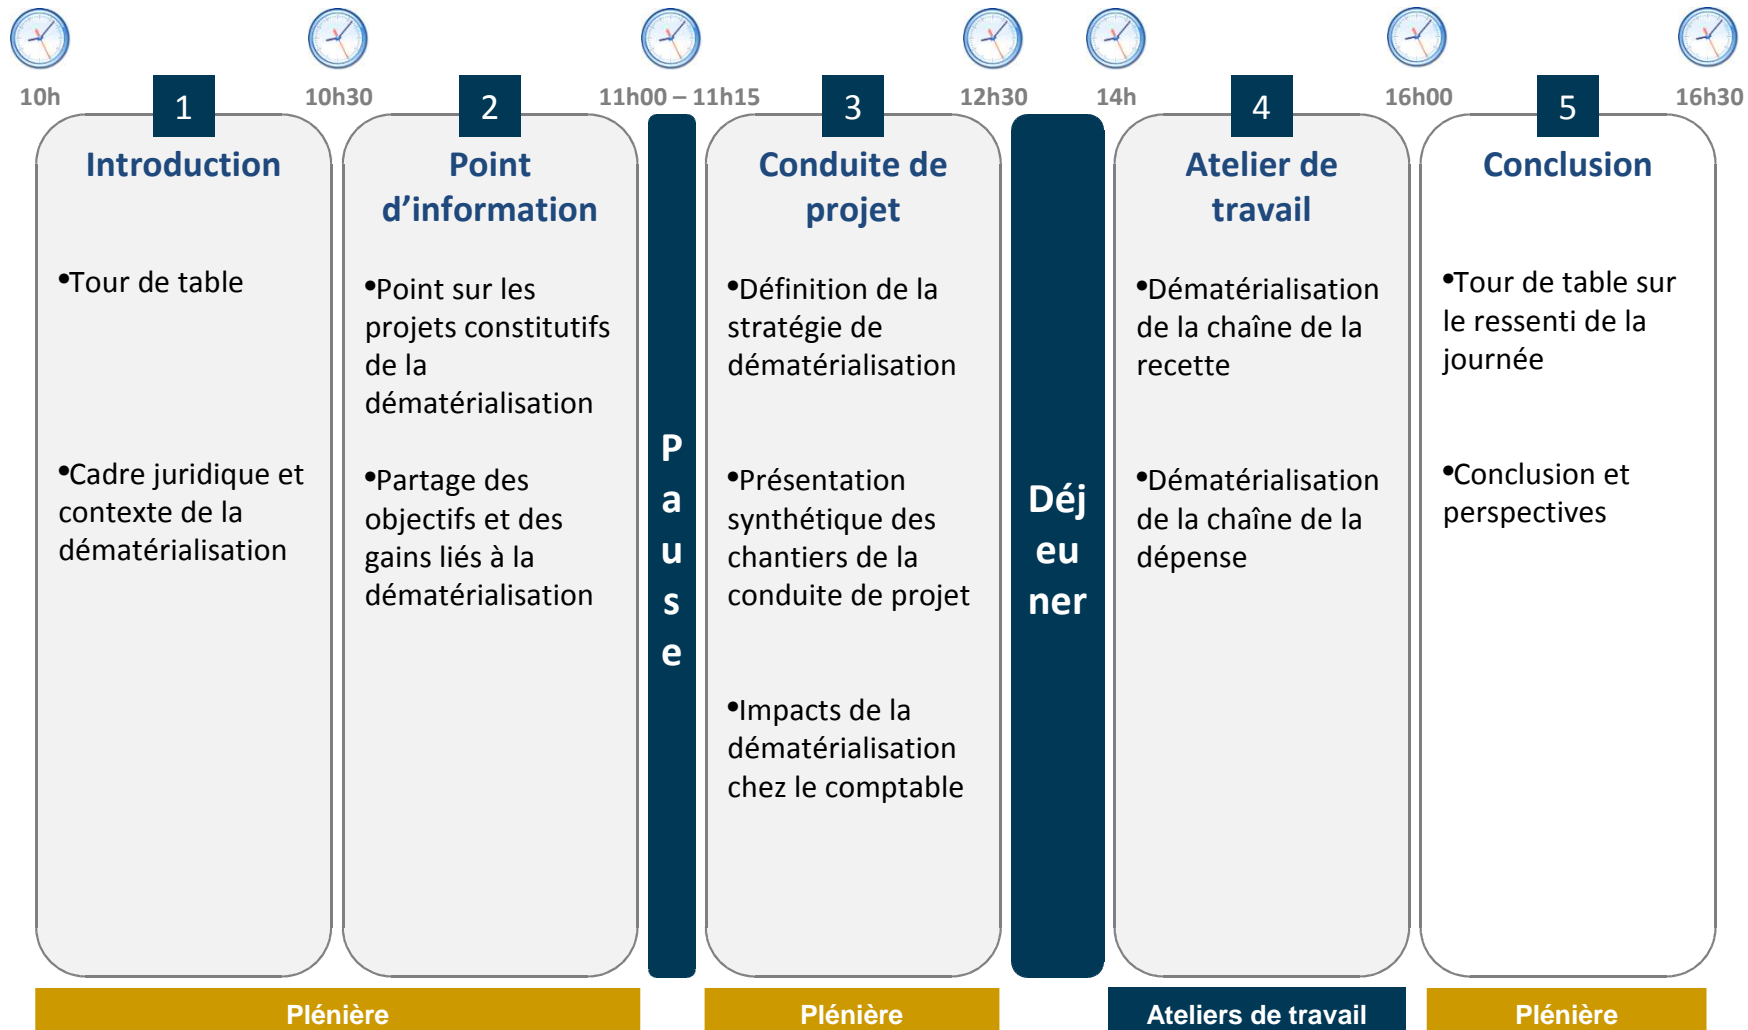 10h
10h30
11h00 – 11h15
12h30
14h
16h00
16h30
1
Introduction
•Tour de table
•Cadre juridique et
contexte de la
dématérialisation
2
Point
d’information
•Point sur les
projets constitutifs
de la
dématérialisation
•Partage des
objectifs et des
gains liés à la
dématérialisation
P
a
u
s
e
3
Conduite de
projet
•Définition de la
stratégie de
dématérialisation
•Présentation
synthétique des
chantiers de la
conduite de projet
•Impacts de la
dématérialisation
chez le comptable
Déj
eu
ner
4
Atelier de
travail
•Dématérialisation
de la chaîne de la
recette
•Dématérialisation
de la chaîne de la
dépense
5
Conclusion
•Tour de table sur
le ressenti de la
journée
•Conclusion et
perspectives
Plénière
Plénière
Ateliers de travail
Plénière